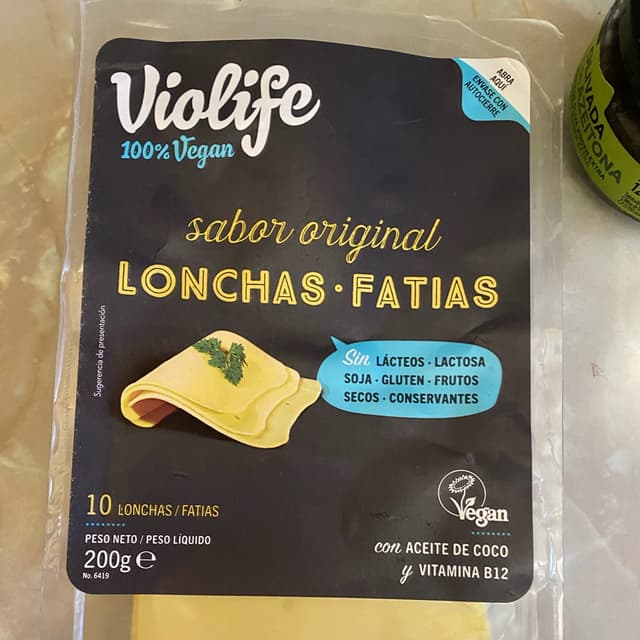 Violife
100% Vegan
ABRA
AQUÍ
ENVASE CON
AUTOCIERRE
sabor original
LONCHAS · FATIAS
Sugerencia de presentación
Sin LÁCTEOS · LACTOSA
SOJA · GLUTEN · FRUTOS
SECOS · CONSERVANTES
10 LONCHAS / FATIAS
PESO NETO / PESO LÍQUIDO
200g e
No. 6419
Vegan
con ACEITE DE COCO
y VITAMINA B12
AZEITONA
EXTRA